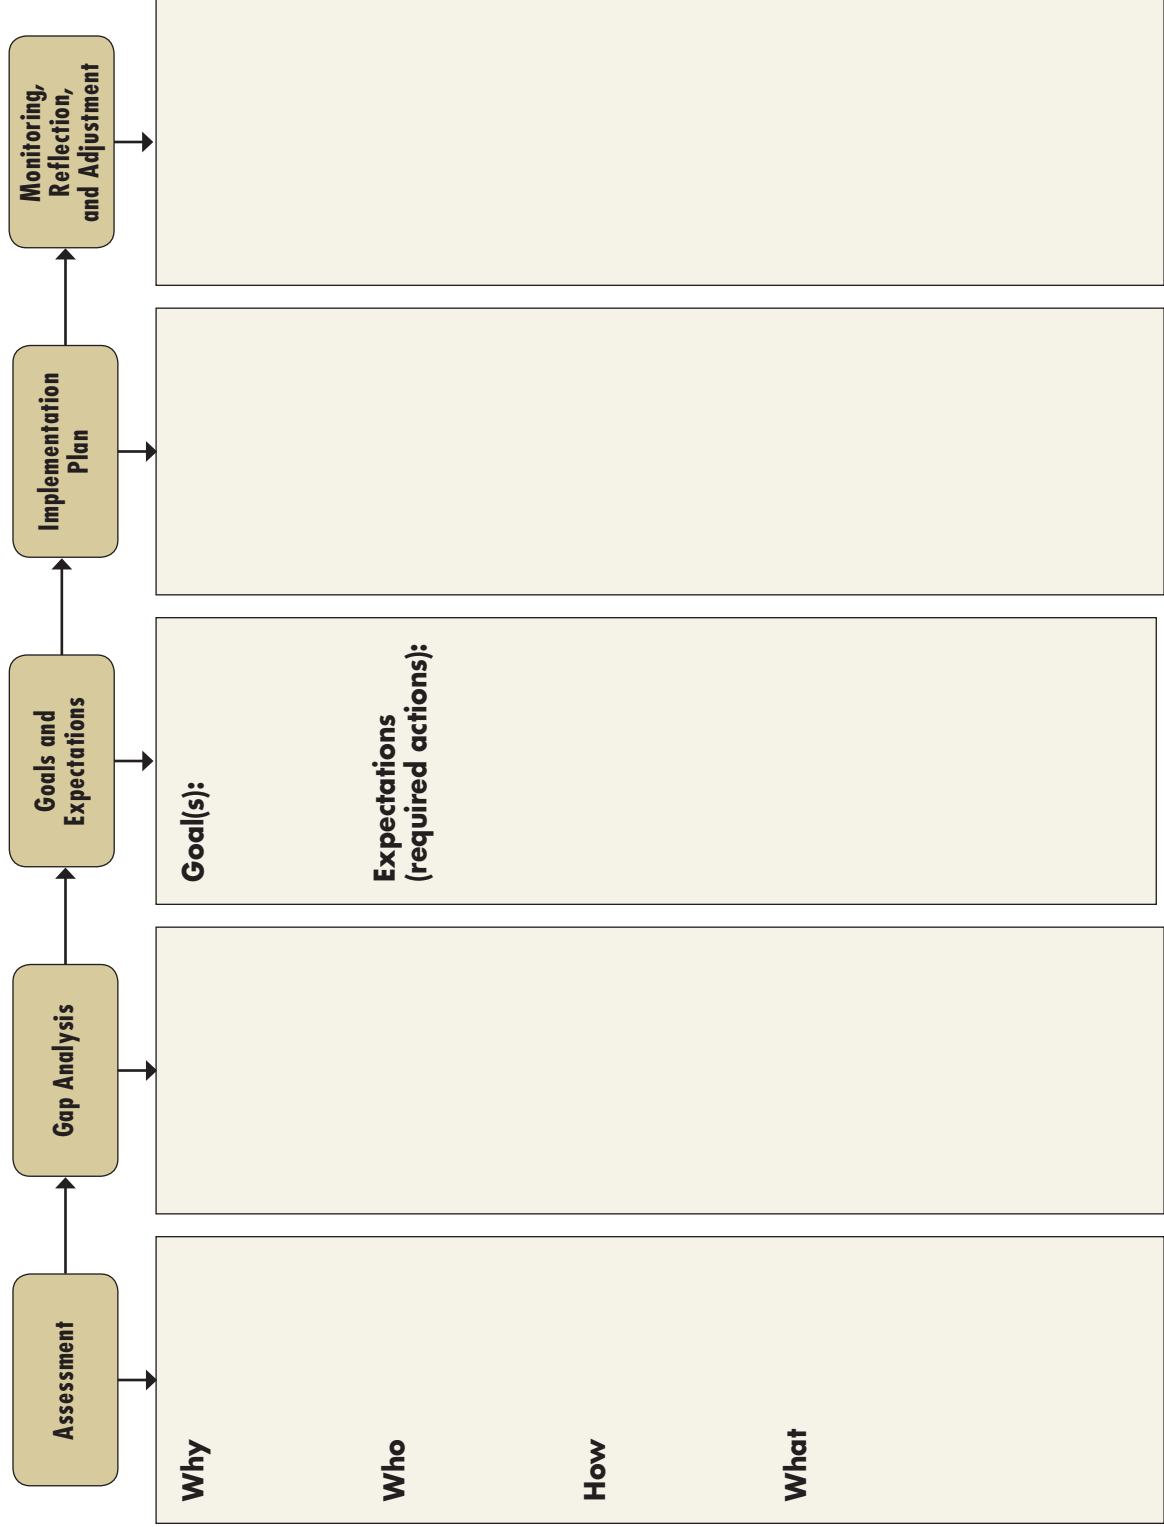 Assessment
Gap Analysis
Goals and
Expectations
Implementation
Plan
Monitoring,
Reflection,
and Adjustment
Why
Who
How
What
Goal(s):
Expectations
(required actions):